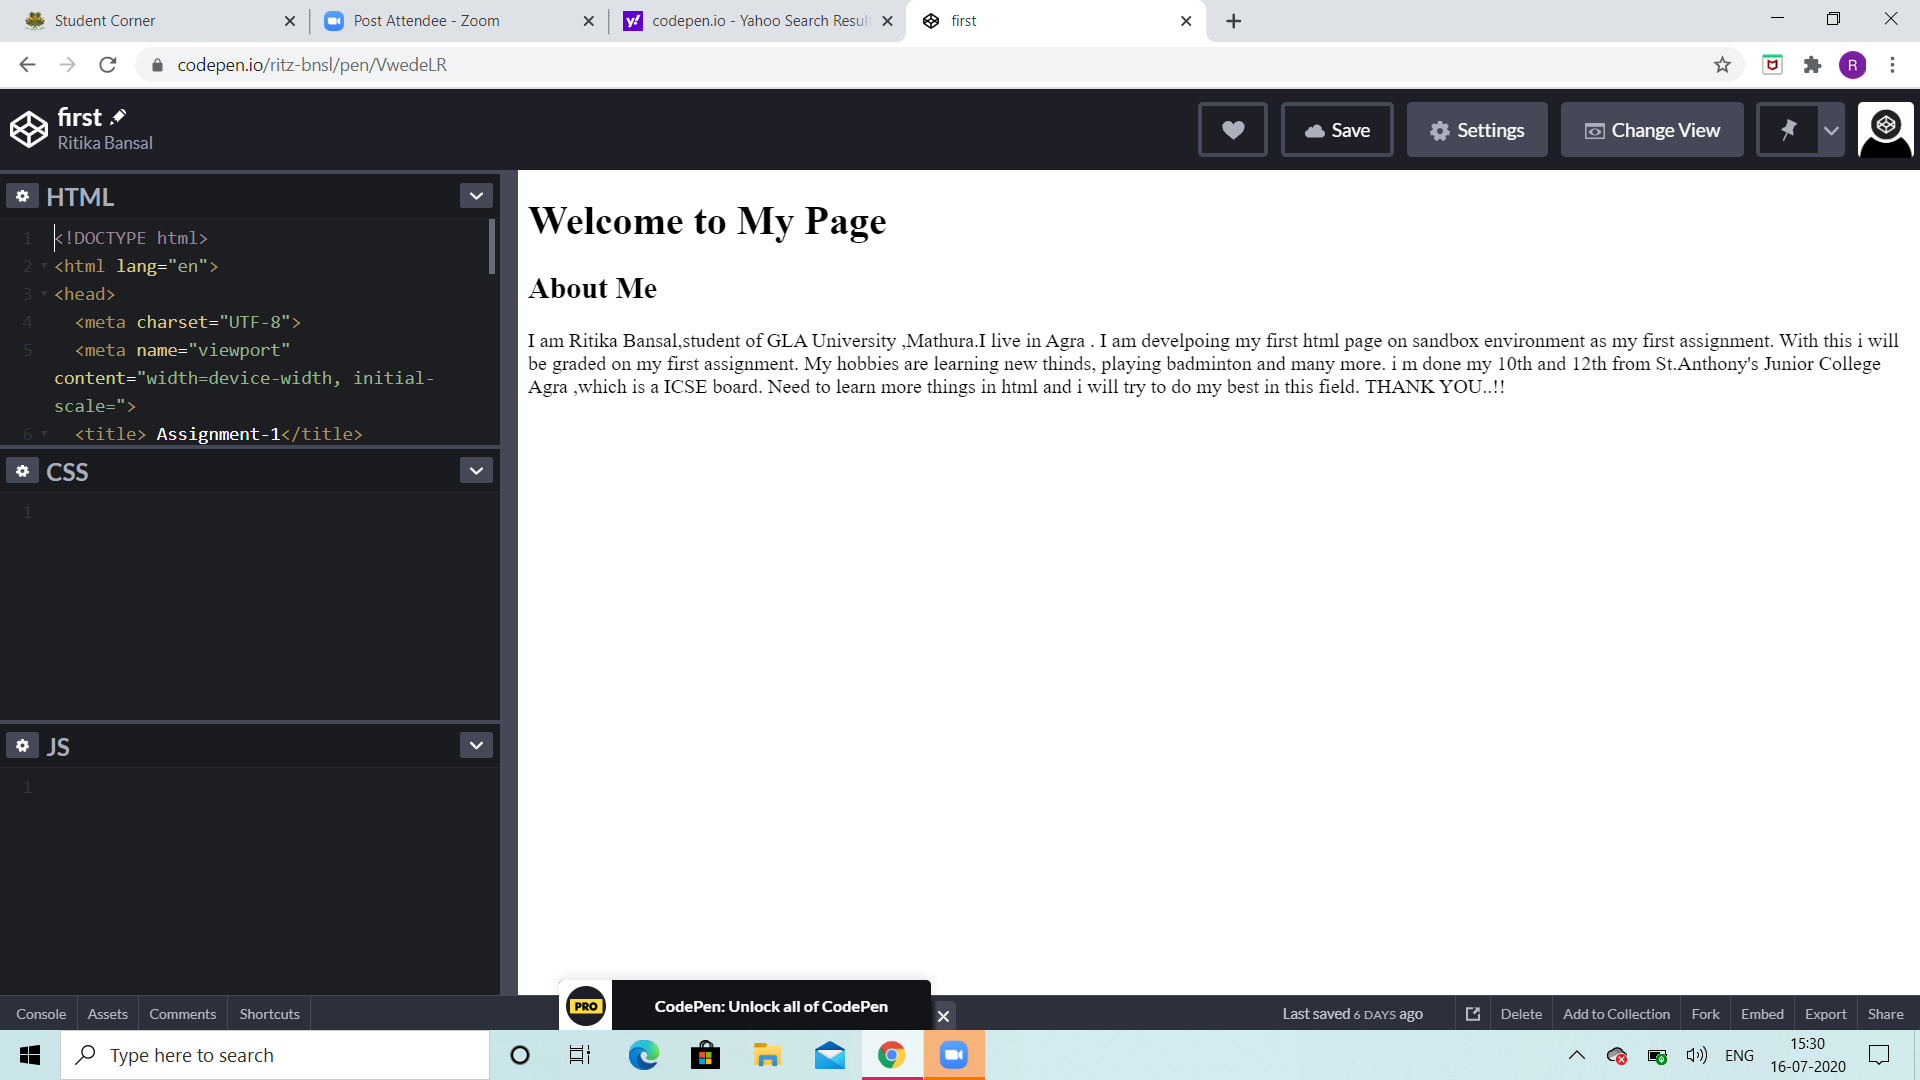 Student Corner
Post Attendee - Zoom
codepen.io - Yahoo Search Result
first
codepen.io/ritz-bnsl/pen/VwedeLR
R
first
Ritika Bansal
Save
Settings
Change View
HTML
1 <!DOCTYPE html>
2 <html lang="en">
3 <head>
4 <meta charset="UTF-8">
5 <meta name="viewport"
content="width=device-width, initial-
scale=">
6 <title> Assignment-1</title>
CSS
1
JS
1
Welcome to My Page
About Me
I am Ritika Bansal,student of GLA University ,Mathura.I live in Agra . I am develpoing my first html page on sandbox environment as my first assignment. With this i will
be graded on my first assignment. My hobbies are learning new thinds, playing badminton and many more. i m done my 10th and 12th from St.Anthony's Junior College
Agra ,which is a ICSE board. Need to learn more things in html and i will try to do my best in this field. THANK YOU..!!
Console
Assets
Comments
Shortcuts
PRO
CodePen: Unlock all of CodePen
Last saved 6 DAYS ago
Delete
Add to Collection
Fork
Embed
Export
Share
Type here to search
ENG
15:30
16-07-2020